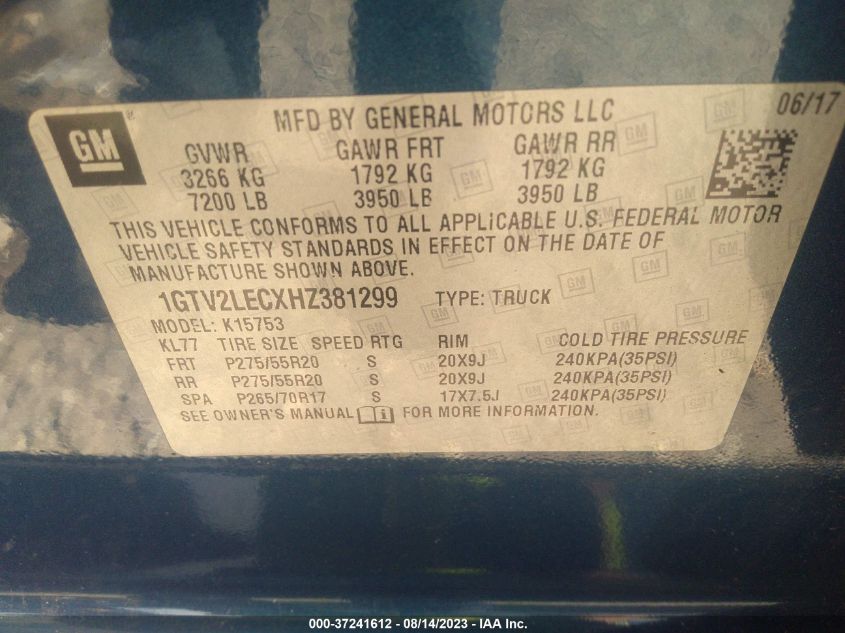 GM
MFD BY GENERAL MOTORS LLC
06/17
GVWR GAWR FRT GAWR RR
3266 KG 1792 KG 1792 KG
7200 LB 3950 LB 3950 LB
THIS VEHICLE CONFORMS TO ALL APPLICABLE U.S. FEDERAL MOTOR
VEHICLE SAFETY STANDARDS IN EFFECT ON THE DATE OF
MANUFACTURE SHOWN ABOVE.
1GTV2LECXHZ381299 TYPE: TRUCK
MODEL: K15753
KL77 TIRE SIZE SPEED RTG RIM COLD TIRE PRESSURE
FRT P275/55R20 S 20X9J 240KPA(35PSI)
RR P275/55R20 S 20X9J 240KPA(35PSI)
SPA P265/70R17 S 17X7.5J 240KPA(35PSI)
SEE OWNER'S MANUAL i FOR MORE INFORMATION.
000-37241612 - 08/14/2023 - IAA Inc.